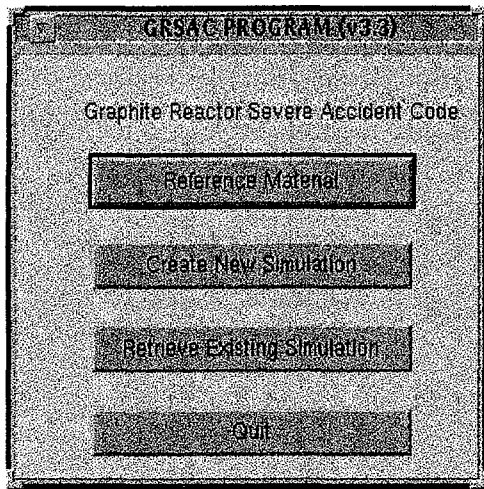 GRSAC PROGRAM (v3.3)
Graphite Reactor Severe Accident Code
Reference Material
Create New Simulation
Retrieve Existing Simulation
Quit